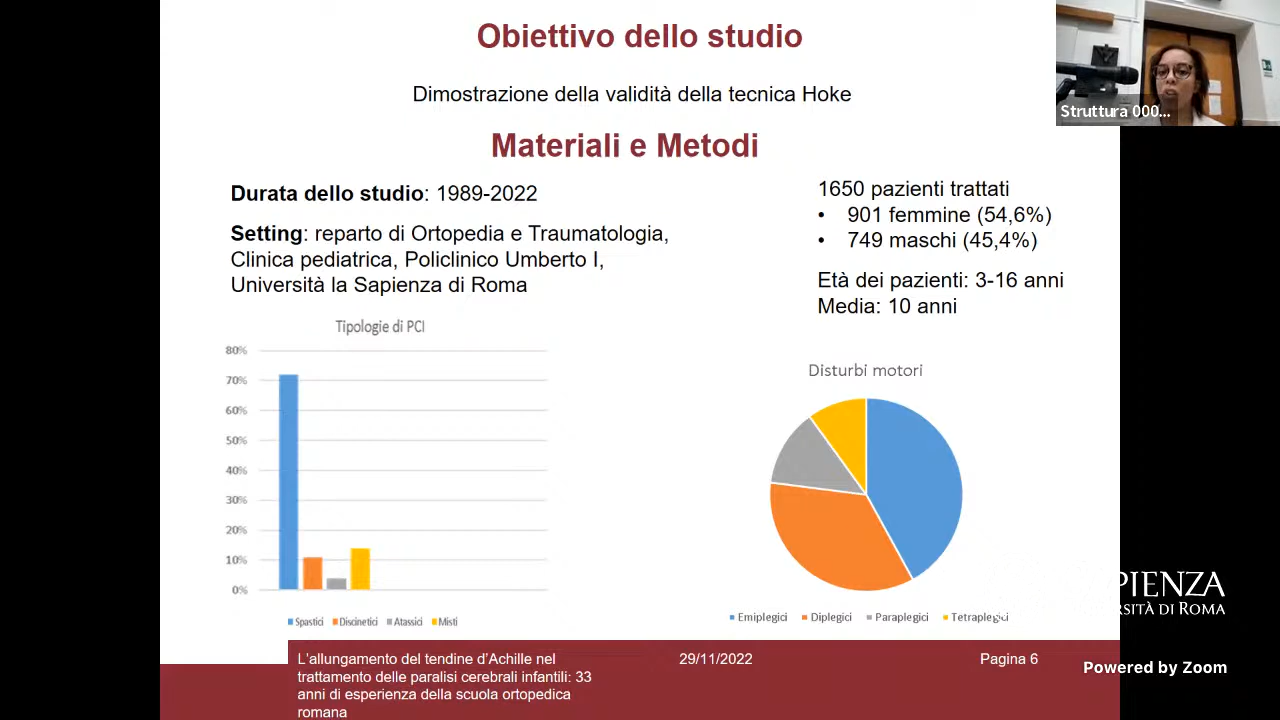 Obiettivo dello studio
Dimostrazione della validità della tecnica Hoke
Struttura 000...
Materiali e Metodi
Durata dello studio: 1989-2022
Setting: reparto di Ortopedia e Traumatologia,
Clinica pediatrica, Policlinico Umberto I,
Università la Sapienza di Roma
1650 pazienti trattati
• 901 femmine (54,6%)
• 749 maschi (45,4%)
Età dei pazienti: 3-16 anni
Media: 10 anni
Tipologie di PCI
80%
70%
60%
50%
40%
30%
20%
10%
0%
Spastici Discinetici Atassici Misti
Disturbi motori
Emiplegici Diplegici Paraplegici Tetraplegici
PIENZA
RSITÀ DI ROMA
L'allungamento del tendine d'Achille nel
trattamento delle paralisi cerebrali infantili: 33
anni di esperienza della scuola ortopedica
romana
29/11/2022
Pagina 6
Powered by Zoom